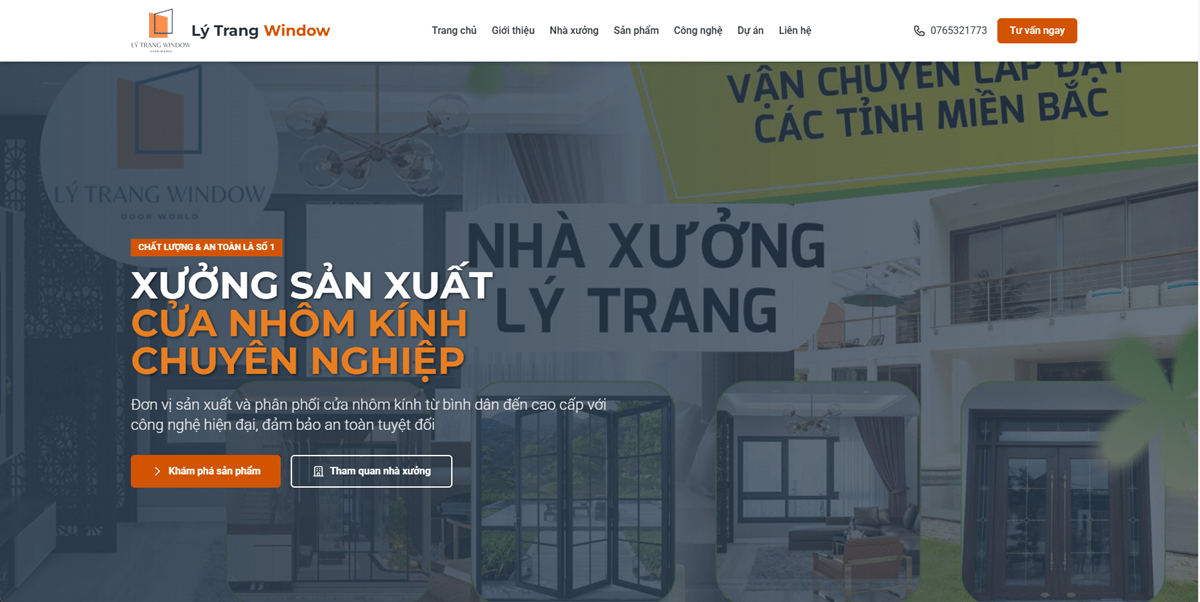 LÝ TRANG WINDOW
DOOR WORLD
Lý Trang Window
Trang chủ
Giới thiệu
Nhà xưởng
Sản phẩm
Công nghệ
Dự án
Liên hệ
0765321773
Tư vấn ngay
VẬN CHUYỂN LẮP ĐẶT
CÁC TỈNH MIỀN BẮC
LÝ TRANG WINDOW
DOOR WORLD
NHÀ XƯỞNG
LÝ TRANG
CHẤT LƯỢNG & AN TOÀN LÀ SỐ 1
XƯỞNG SẢN XUẤT
CỬA NHÔM KÍNH
CHUYÊN NGHIỆP
Đơn vị sản xuất và phân phối cửa nhôm kính từ bình dân đến cao cấp với
công nghệ hiện đại, đảm bảo an toàn tuyệt đối
Khám phá sản phẩm
Tham quan nhà xưởng